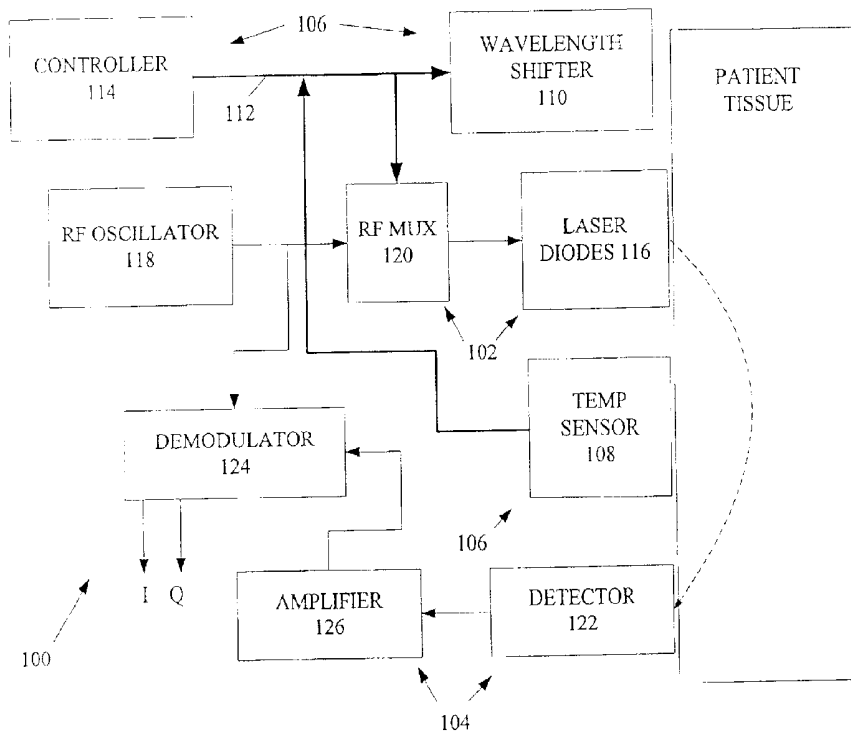 106
CONTROLLER
114
112
WAVELENGTH
SHIFTER
110
PATIENT
TISSUE
RF OSCILLATOR
118
RF MUX
120
LASER
DIODES 116
102
TEMP
SENSOR
108
DEMODULATOR
124
106
I Q
AMPLIFIER
126
DETECTOR
122
100
104